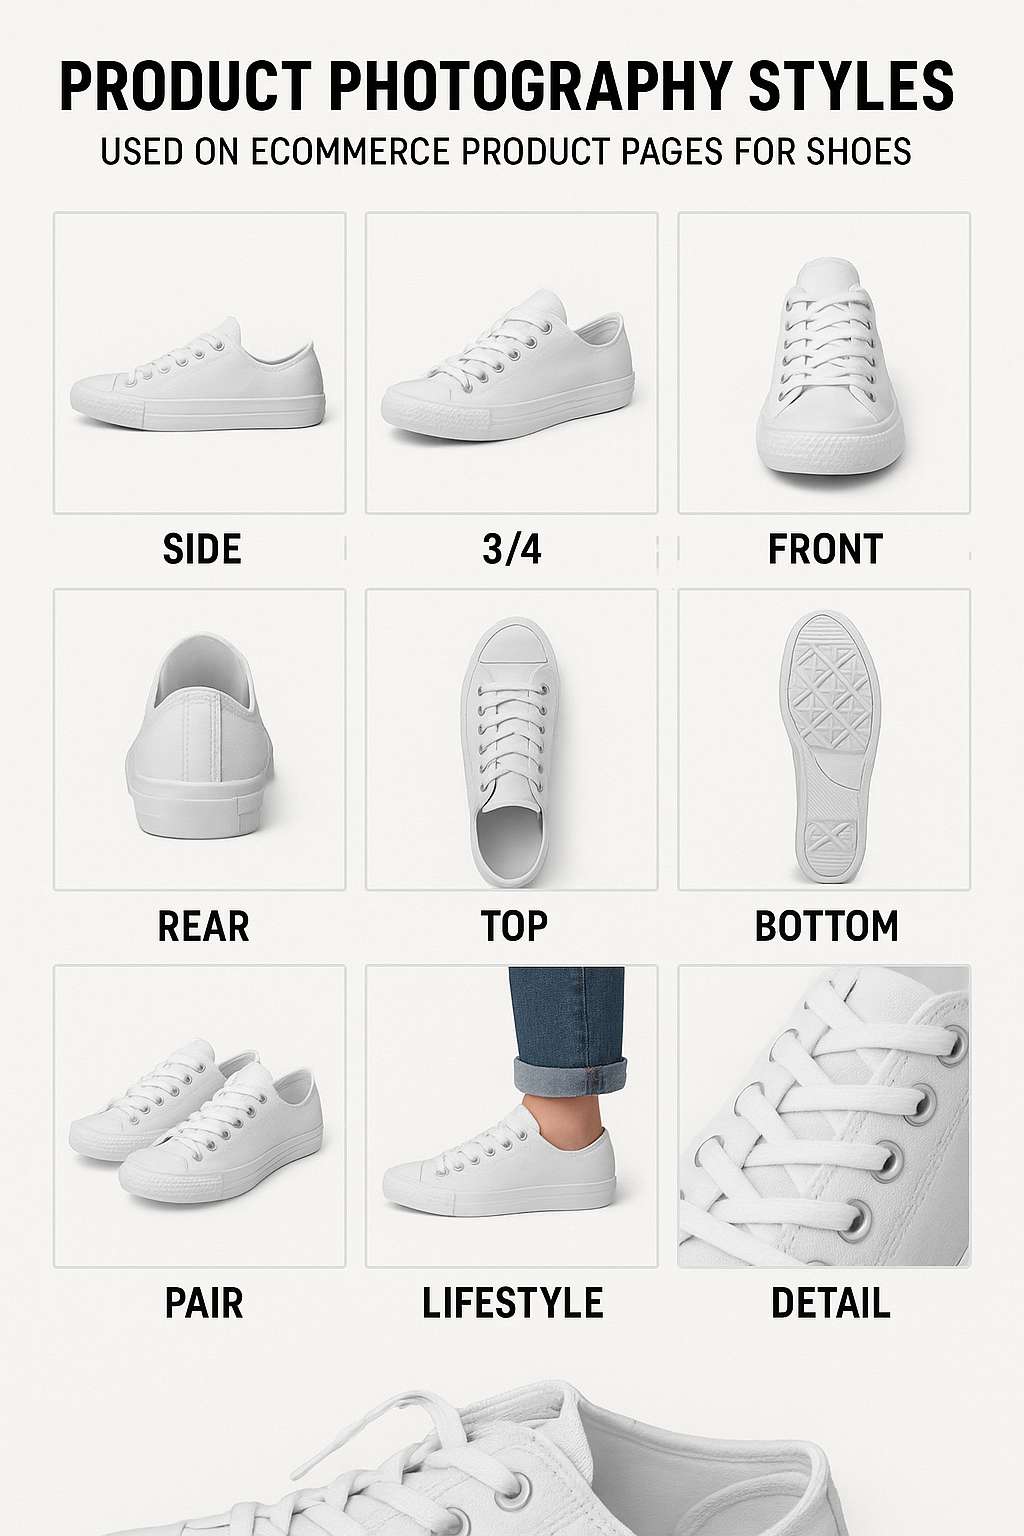 PRODUCT PHOTOGRAPHY STYLES
USED ON ECOMMERCE PRODUCT PAGES FOR SHOES
SIDE
3/4
FRONT
REAR
TOP
BOTTOM
PAIR
LIFESTYLE
DETAIL